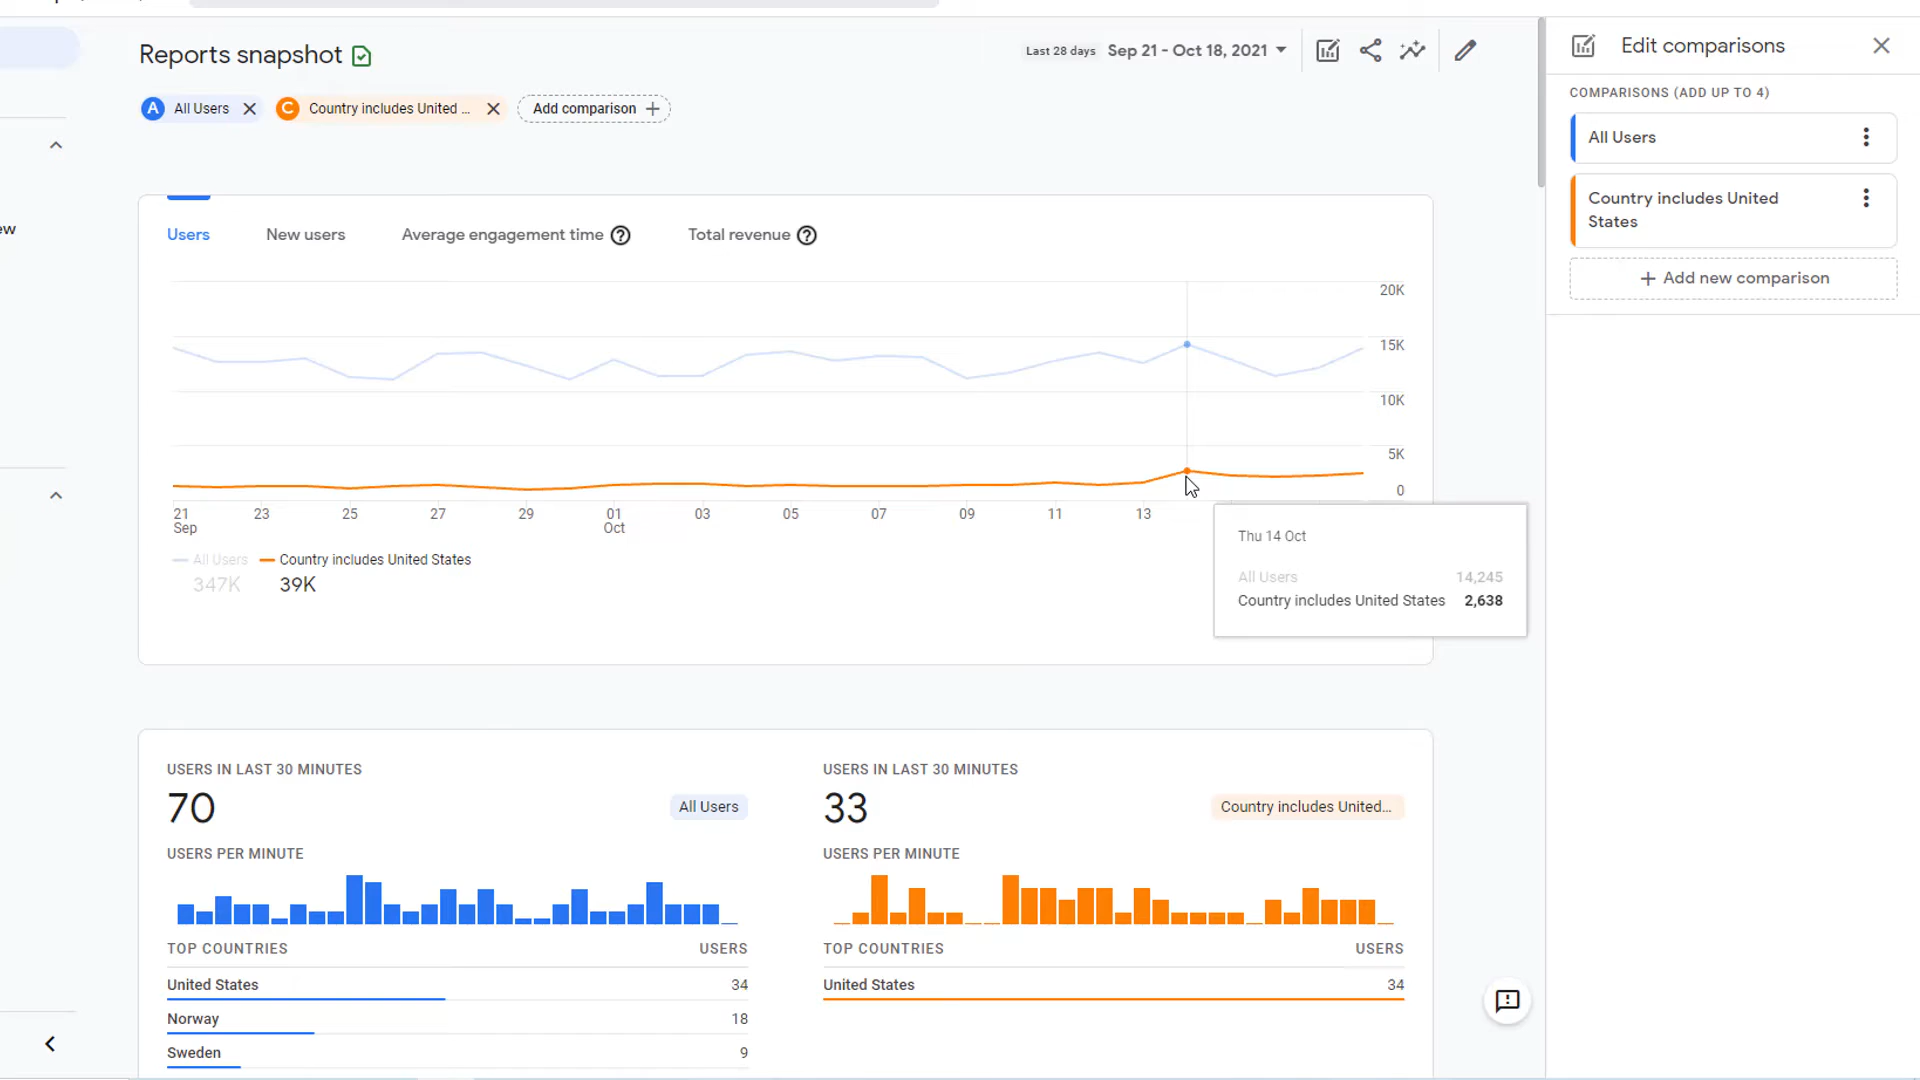 Reports snapshot
Last 28 days Sep 21 - Oct 18, 2021
A All Users
C Country includes United ...
Add comparison +
ew
Users
New users
Average engagement time
Total revenue
20K
15K
10K
5K
0
21 23 25 27 29 01 03 05 07 09 11 13
Sep Oct
All Users Country includes United States
347K 39K
Thu 14 Oct
All Users 14,245
Country includes United States 2,638
USERS IN LAST 30 MINUTES
70
All Users
USERS PER MINUTE
TOP COUNTRIES USERS
United States 34
Norway 18
Sweden 9
USERS IN LAST 30 MINUTES
33
Country includes United...
USERS PER MINUTE
TOP COUNTRIES USERS
United States 34
Edit comparisons
COMPARISONS (ADD UP TO 4)
All Users
Country includes United
States
+ Add new comparison